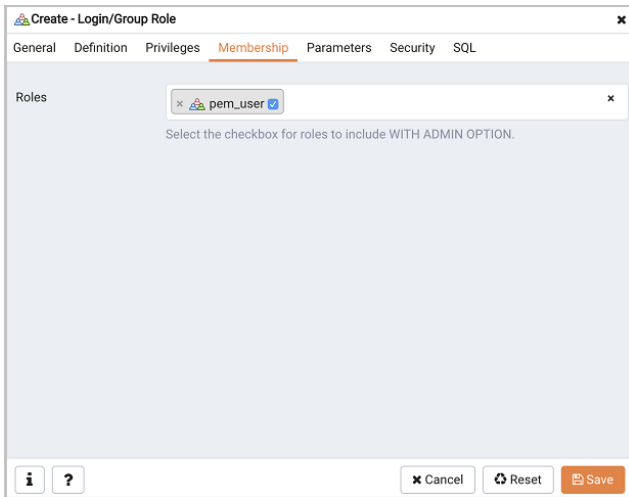 Create - Login/Group Role
General Definition Privileges Membership Parameters Security SQL
Roles
pem_user
Select the checkbox for roles to include WITH ADMIN OPTION.
i ? Cancel Reset Save